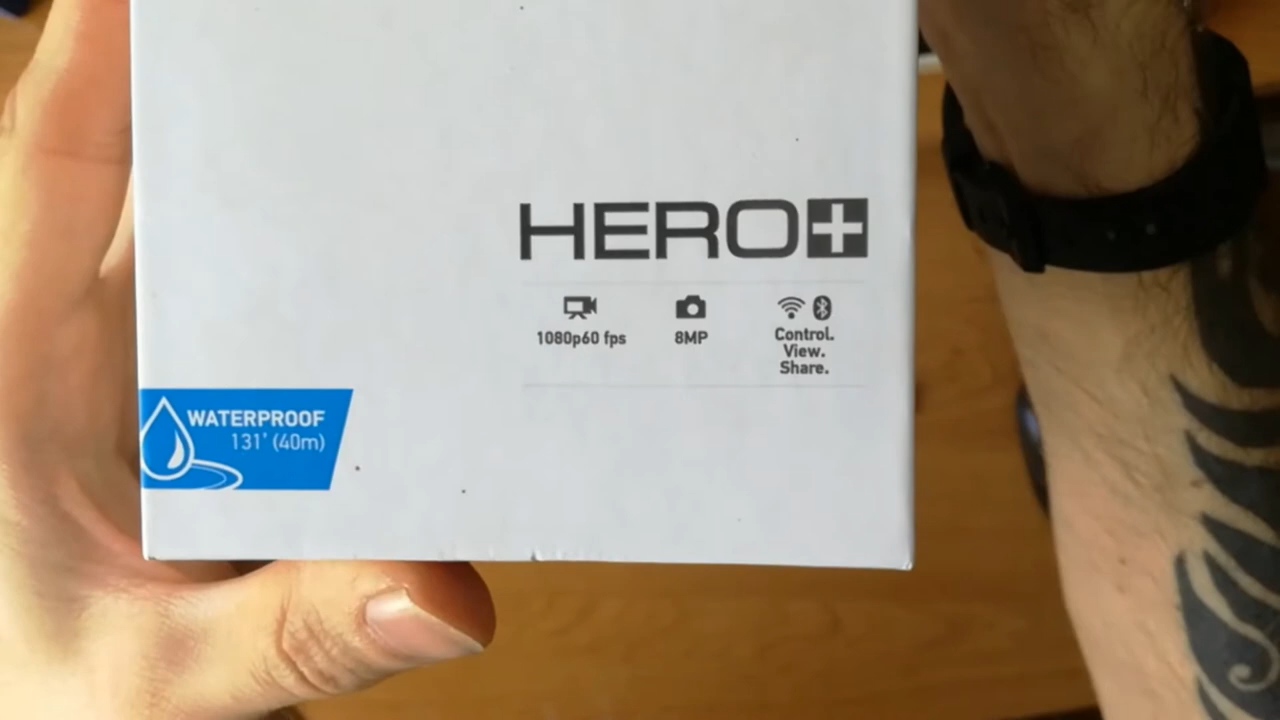 HERO+
1080p60 fps
8MP
Control.
View.
Share.
WATERPROOF
131' (40m)